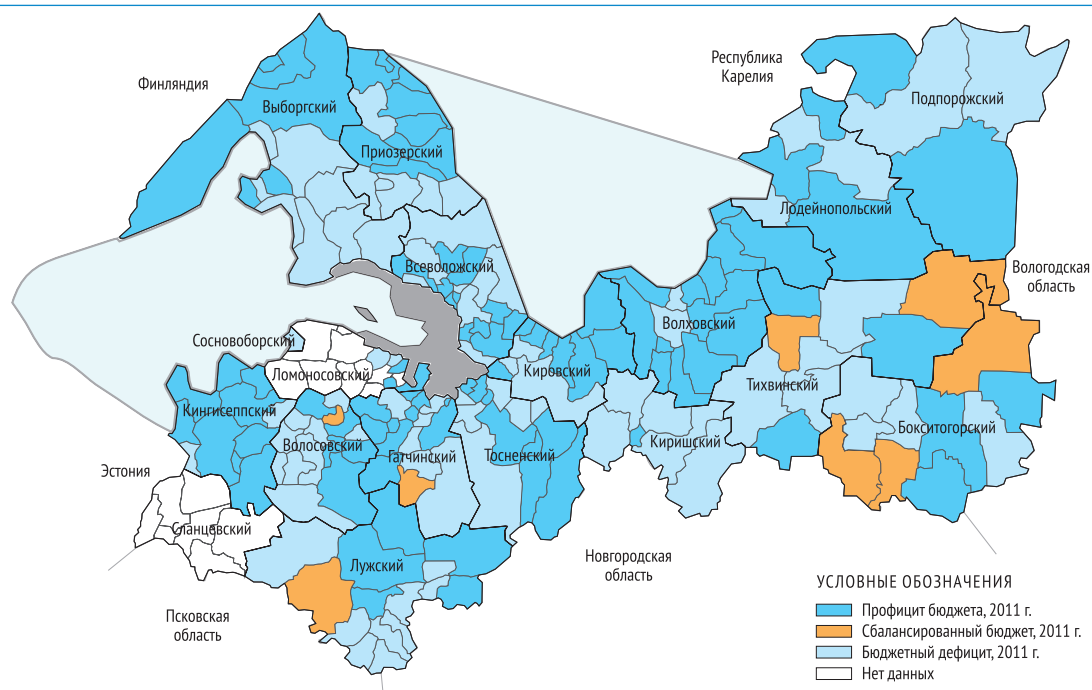 Республика
Карелия
Финляндия
Подпорожский
Выборгский
Приозерский
Лодейнопольский
Всеволожский
Вологодская
область
Волховский
Сосновоборский
Кировский
Ломоносовский
Тихвинский
Кингисеппский
Бокситогорский
Волосовский
Киришский
Гатчинский
Тосненский
Эстония
Сланцевский
Новгородская
область
Лужский
Псковская
область
УСЛОВНЫЕ ОБОЗНАЧЕНИЯ
Профицит бюджета, 2011 г.
Сбалансированный бюджет, 2011 г.
Бюджетный дефицит, 2011 г.
Нет данных